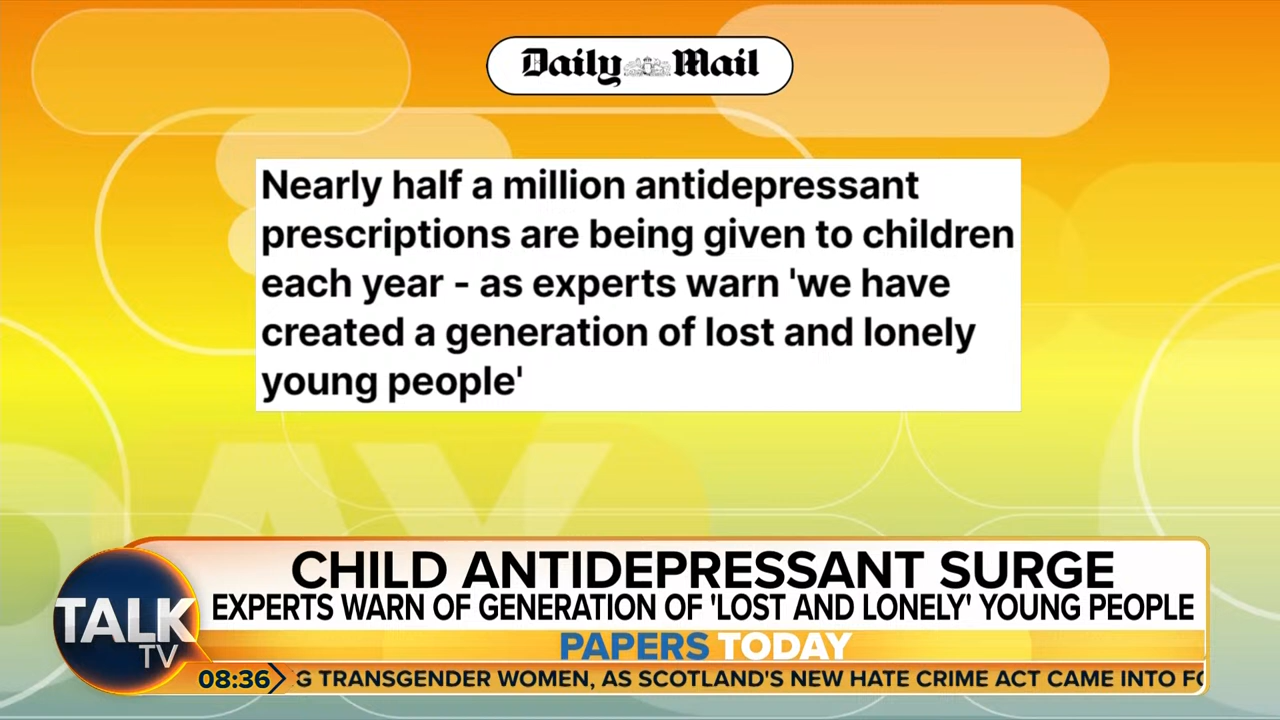 Daily Mail
Nearly half a million antidepressant
prescriptions are being given to children
each year - as experts warn 'we have
created a generation of lost and lonely
young people'
DAY
CHILD ANTIDEPRESSANT SURGE
EXPERTS WARN OF GENERATION OF 'LOST AND LONELY' YOUNG PEOPLE
TALK
TV
PAPERS TODAY
08:36
G TRANSGENDER WOMEN, AS SCOTLAND'S NEW HATE CRIME ACT CAME INTO